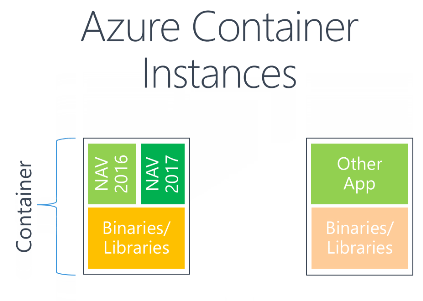 Azure Container
Instances
Container
NAV
2016
NAV
2017
Binaries/
Libraries
Other
App
Binaries/
Libraries